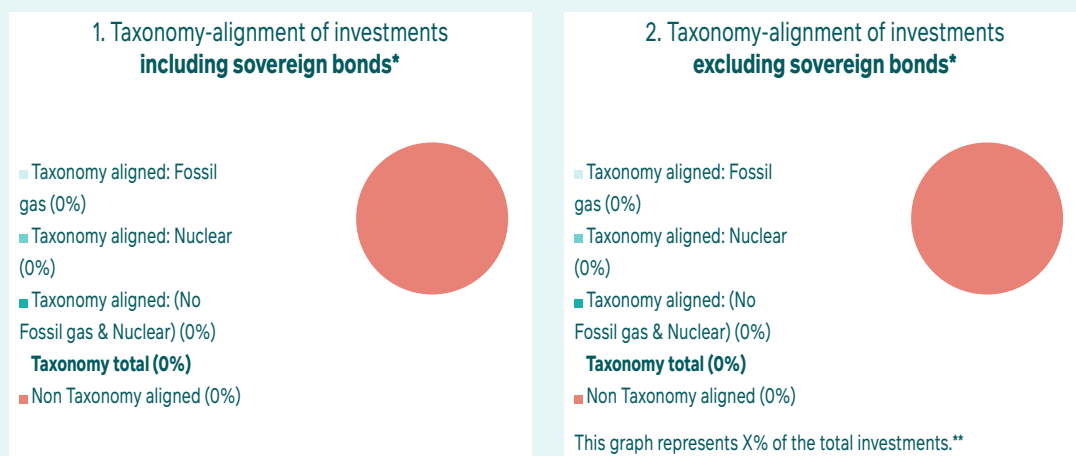 1. Taxonomy-alignment of investments
including sovereign bonds*
Taxonomy aligned: Fossil
gas (0%)
Taxonomy aligned: Nuclear
(0%)
Taxonomy aligned: (No
Fossil gas & Nuclear) (0%)
Taxonomy total (0%)
Non Taxonomy aligned (0%)
2. Taxonomy-alignment of investments
excluding sovereign bonds*
Taxonomy aligned: Fossil
gas (0%)
Taxonomy aligned: Nuclear
(0%)
Taxonomy aligned: (No
Fossil gas & Nuclear) (0%)
Taxonomy total (0%)
Non Taxonomy aligned (0%)
This graph represents X% of the total investments.**